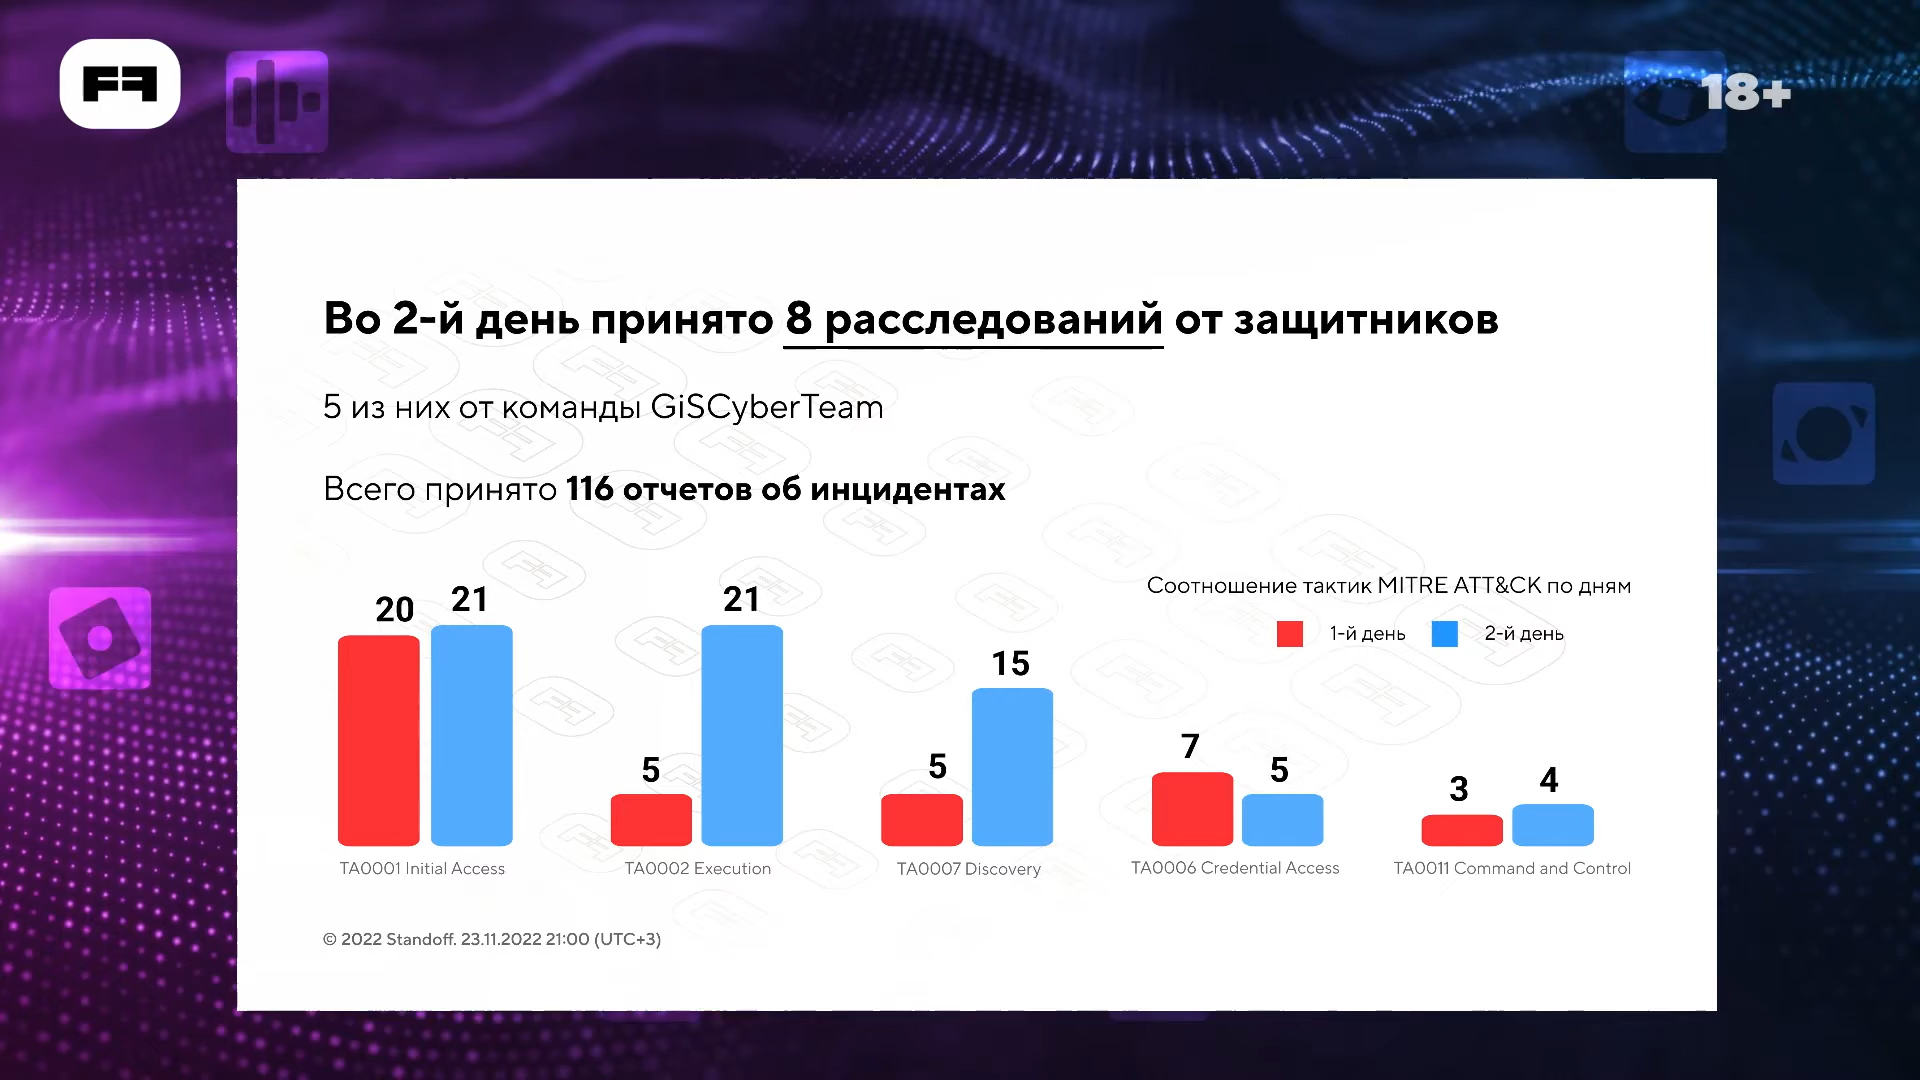 18+
Во 2-й день принято 8 расследований от защитников
5 из них от команды GiSCyberTeam
Всего принято 116 отчетов об инцидентах
Соотношение тактик MITRE ATT&CK по дням
1-й день 2-й день
20 21
5 21
5 15
7 5
3 4
TA0001 Initial Access
TA0002 Execution
TA0007 Discovery
TA0006 Credential Access
TA0011 Command and Control
© 2022 Standoff. 23.11.2022 21:00 (UTC+3)